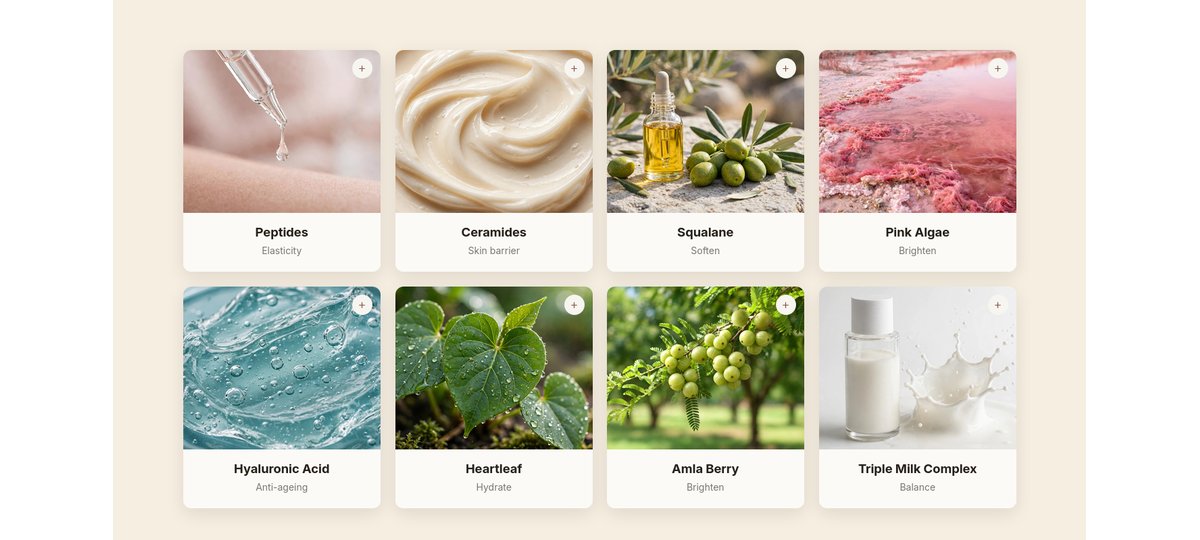 Peptides
Elasticity
Ceramides
Skin barrier
Squalane
Soften
Pink Algae
Brighten
Hyaluronic Acid
Anti-ageing
Heartleaf
Hydrate
Amla Berry
Brighten
Triple Milk Complex
Balance